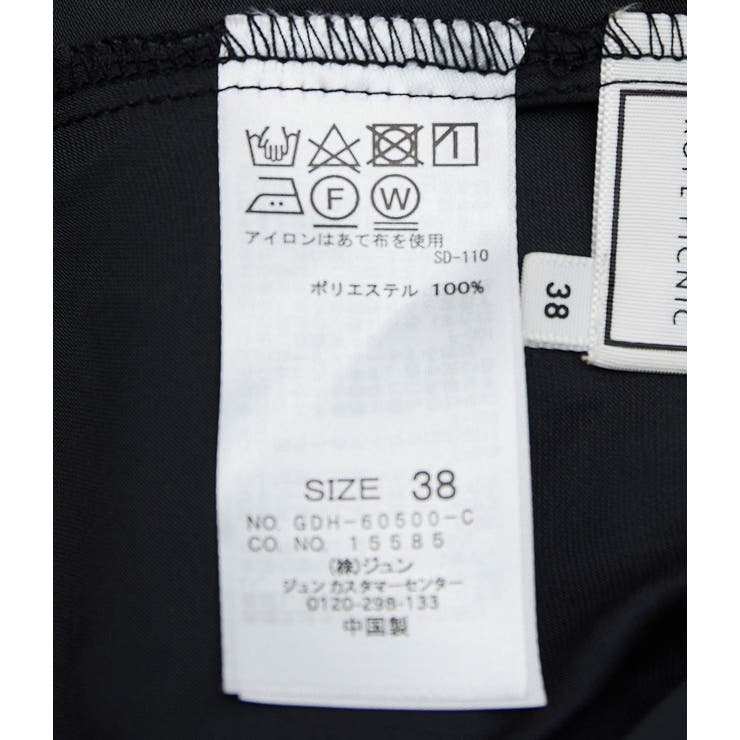 F W
アイロンはあて布を使用
SD-110
ポリエステル 100%
SIZE 38
NO. GDH-60500-C
CO. NO. 15585
(株)ジュン
ジュンカスタマーセンター
0120-298-133
中国製
38
PICNIC